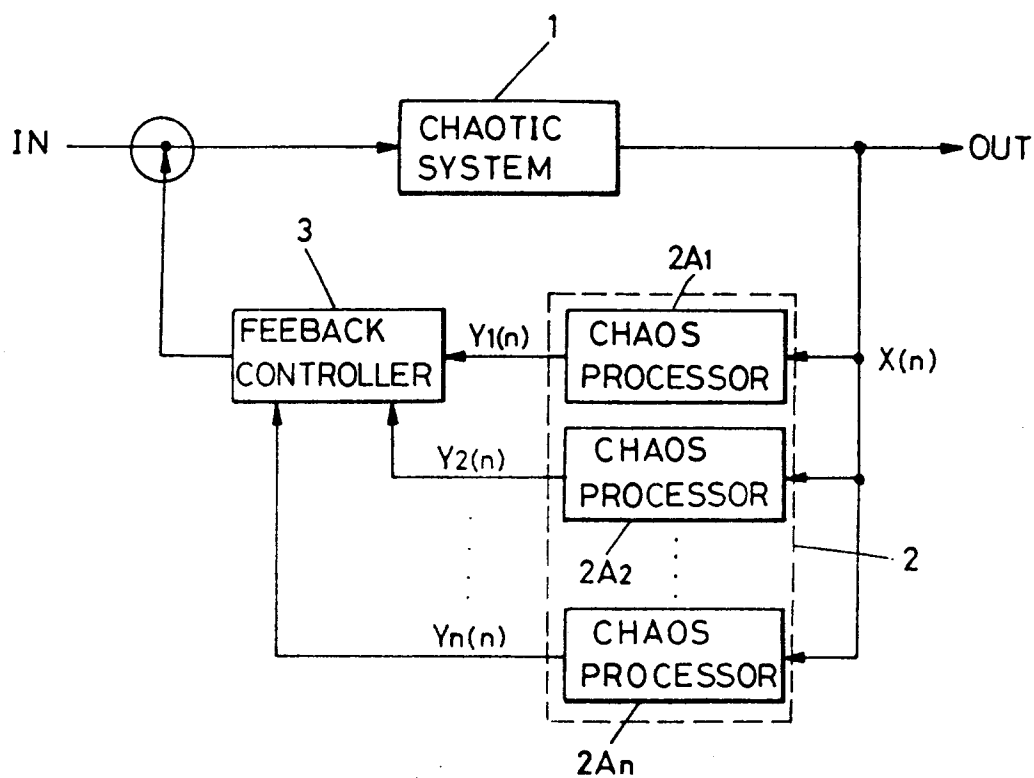 1
IN
CHAOTIC
SYSTEM
OUT
3
2A1
FEEBACK
CONTROLLER
Y1(n)
CHAOS
PROCESSOR
X(n)
Y2(n)
CHAOS
PROCESSOR
2A2
2
Yn(n)
CHAOS
PROCESSOR
2An